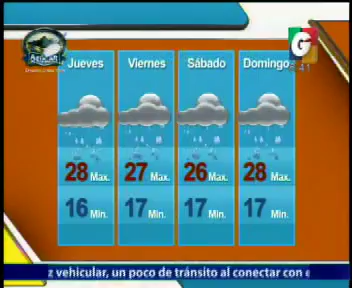 Jueves
28 Max.
16 Min.
Viernes
27 Max.
17 Min.
Sábado
26 Max.
17 Min.
Domingo
28 Max.
17 Min.
G
z vehicular, un poco de tránsito al conectar con e